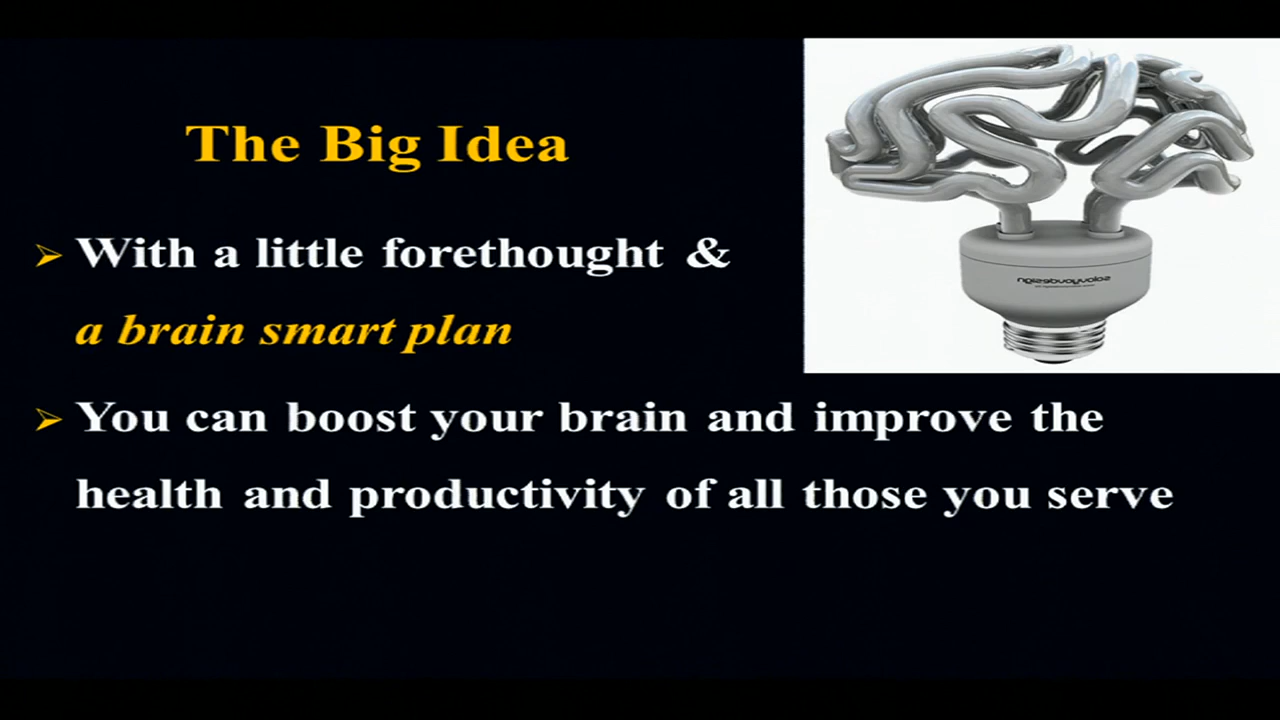 The Big Idea
With a little forethought &
a brain smart plan
You can boost your brain and improve the
health and productivity of all those you serve